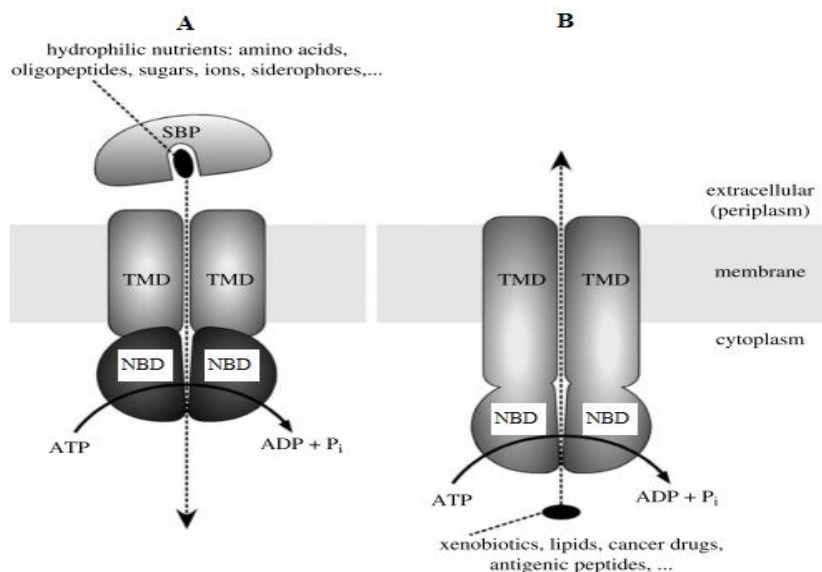 A
hydrophilic nutrients: amino acids,
oligopeptides, sugars, ions, siderophores,...
SBP
TMD TMD
NBD NBD
ATP
ADP + Pi
B
extracellular
(periplasm)
membrane
cytoplasm
TMD TMD
NBD NBD
ATP
ADP + Pi
xenobiotics, lipids, cancer drugs,
antigenic peptides, ...